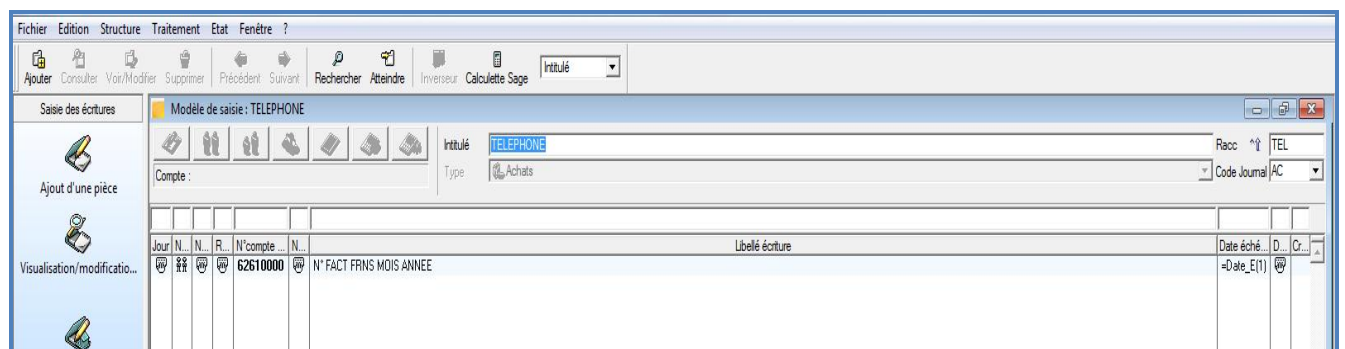 Fichier Edition Structure Traitement Etat Fenêtre ?
Ajouter Consulter Voir/Modifier Supprimer Précédent Suivant Rechercher Atteindre Inverseur Calculette Sage Intitulé
Saisie des écritures
Modèle de saisie : TELEPHONE
Intitulé TELEPHONE Racc TEL
Compte : Type Achats Code Journal AC
Ajout d'une pièce
Jour N... N... R... N°compte ... N... Libellé écriture Date éché... D... Cr...
62610000 N° FACT FRNS MOIS ANNEE =Date_E(1)
Visualisation/modificatio...